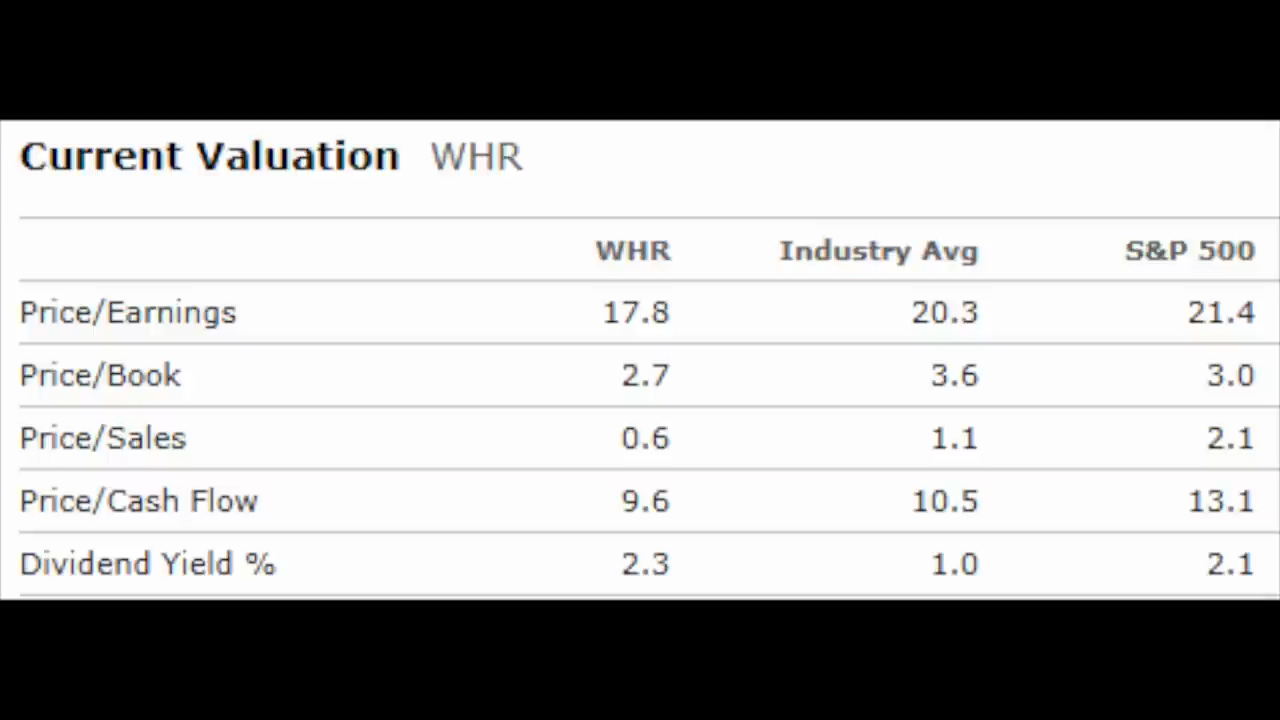 Current Valuation WHR
WHR Industry Avg S&P 500
Price/Earnings 17.8 20.3 21.4
Price/Book 2.7 3.6 3.0
Price/Sales 0.6 1.1 2.1
Price/Cash Flow 9.6 10.5 13.1
Dividend Yield % 2.3 1.0 2.1